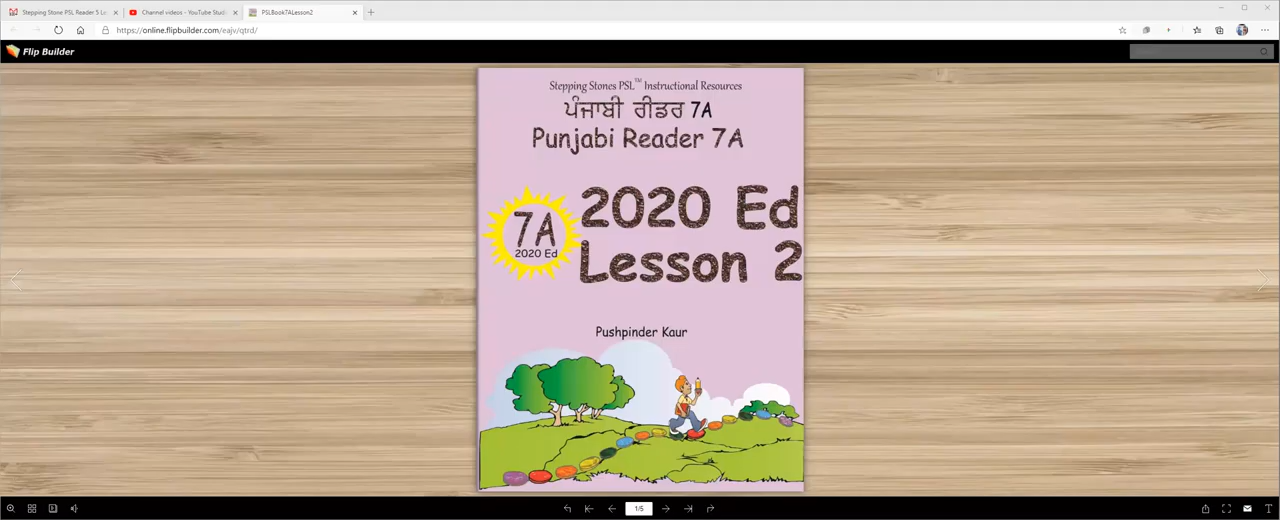 Stepping Stone PSL Reader 5 Lo
Channel videos - YouTube Studi
PSLBook7ALesson2
https://online.flipbuilder.com/eajv/qtrd/
Flip Builder
Stepping Stones PSL™ Instructional Resources
ਪੰਜਾਬੀ ਰੀਡਰ 7A
Punjabi Reader 7A
7A
2020 Ed
2020 Ed
Lesson 2
Pushpinder Kaur
1/5